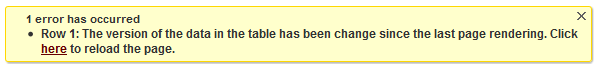 1 error has occurred
• Row 1: The version of the data in the table has been change since the last page rendering. Click
here to reload the page.